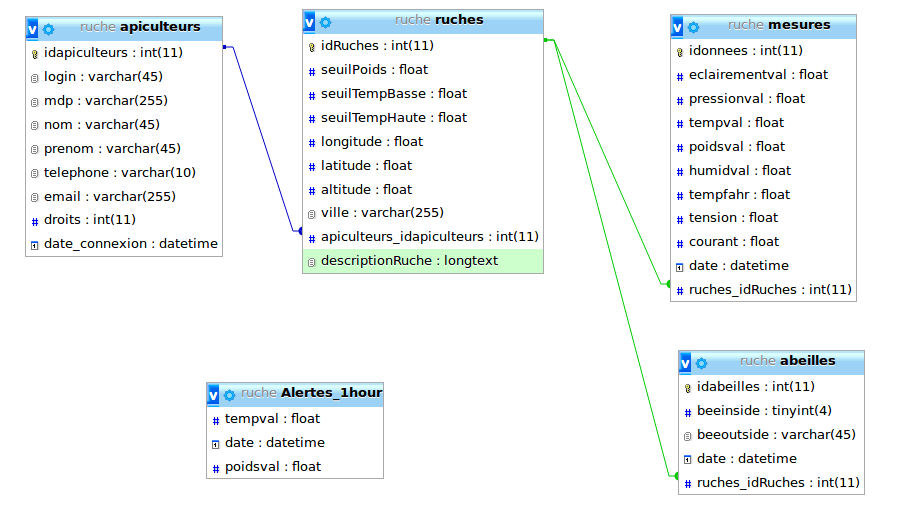 ruche apiculteurs
idapiculteurs : int(11)
login : varchar(45)
mdp : varchar(255)
nom : varchar(45)
prenom : varchar(45)
telephone : varchar(10)
email : varchar(255)
droits : int(11)
date_connexion : datetime
ruche ruches
idRuches : int(11)
seuilPoids : float
seuilTempBasse : float
seuilTempHaute : float
longitude : float
latitude : float
altitude : float
ville : varchar(255)
apiculteurs_idapiculteurs : int(11)
descriptionRuche : longtext
ruche mesures
idonnees : int(11)
eclairementval : float
pressionval : float
tempval : float
poidsval : float
humidval : float
tempfahr : float
tension : float
courant : float
date : datetime
ruches_idRuches : int(11)
ruche Alertes_1hour
tempval : float
date : datetime
poidsval : float
ruche abeilles
idabeilles : int(11)
beeinside : tinyint(4)
beeoutside : varchar(45)
date : datetime
ruches_idRuches : int(11)